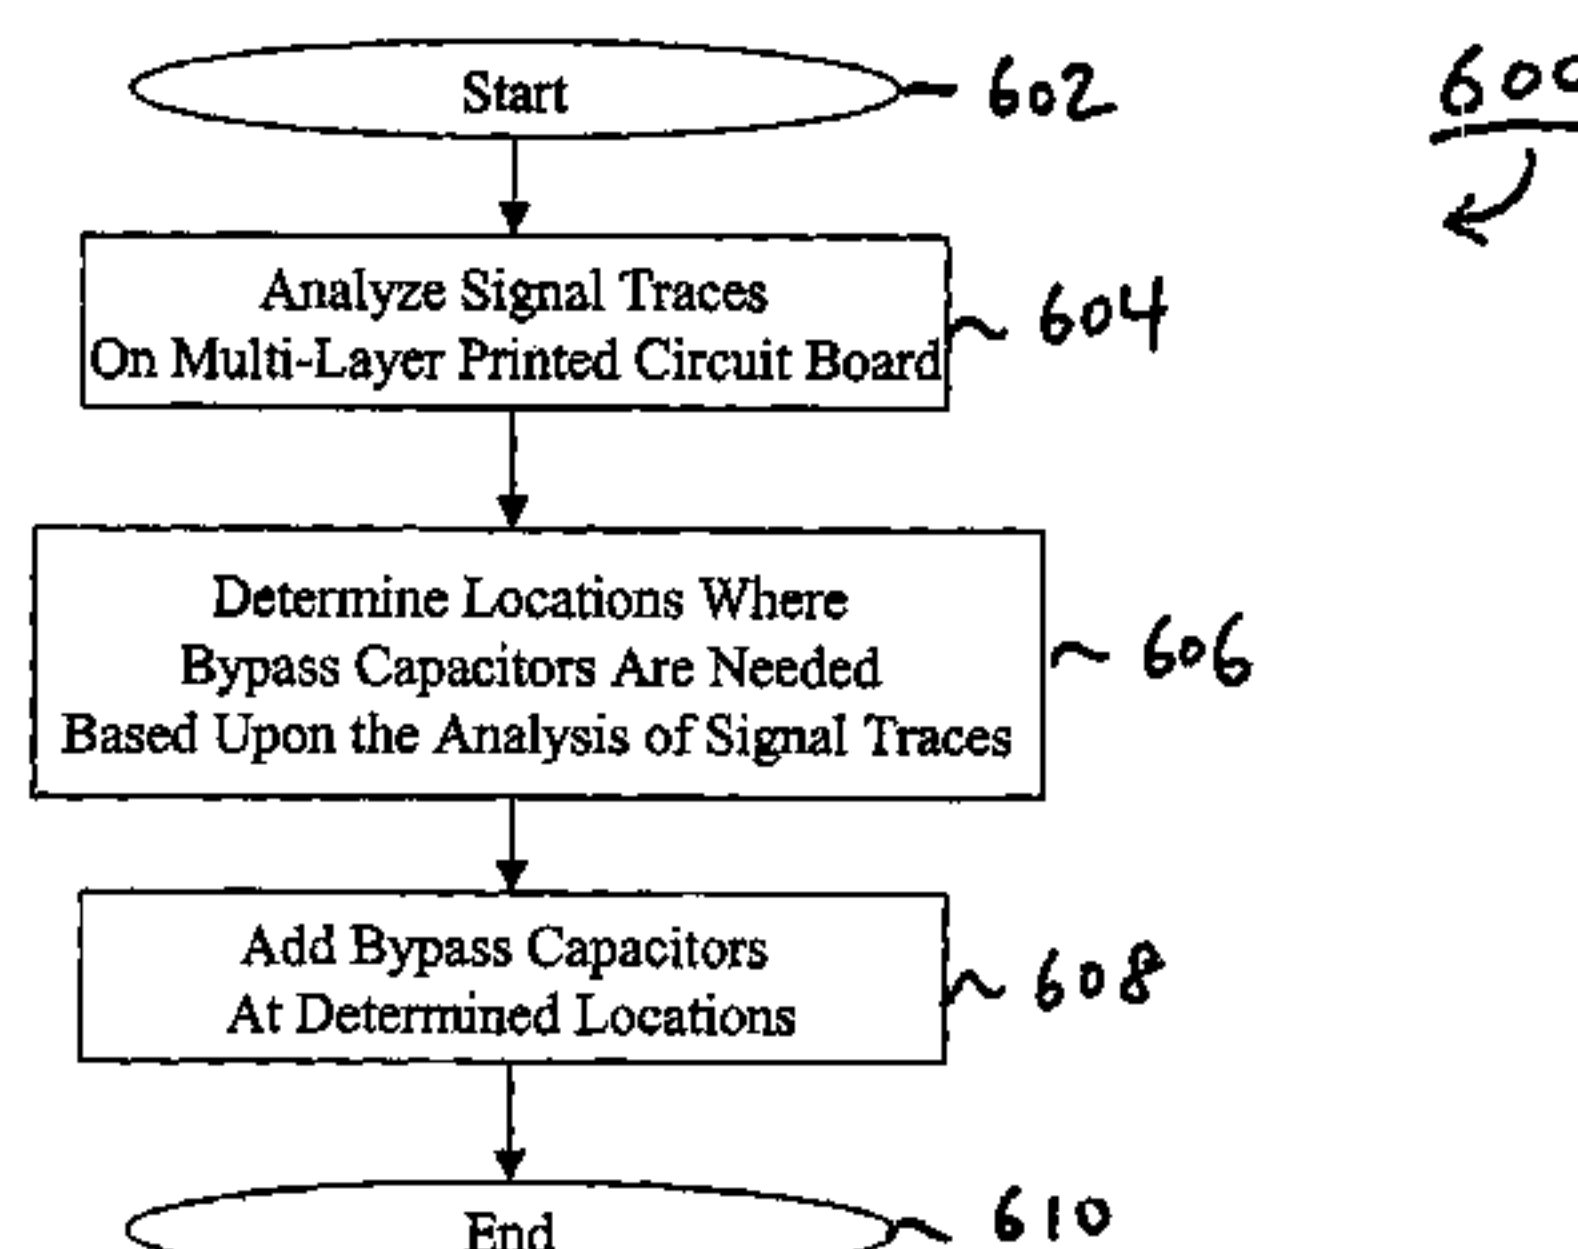 Start
602
600
Analyze Signal Traces
On Multi-Layer Printed Circuit Board
604
Determine Locations Where
Bypass Capacitors Are Needed
Based Upon the Analysis of Signal Traces
606
Add Bypass Capacitors
At Determined Locations
608
End
610